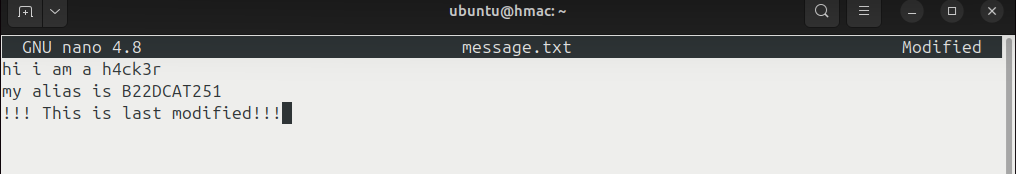 ubuntu@hmac: ~
GNU nano 4.8 message.txt Modified
hi i am a h4ck3r
my alias is B22DCAT251
!!! This is last modified!!!